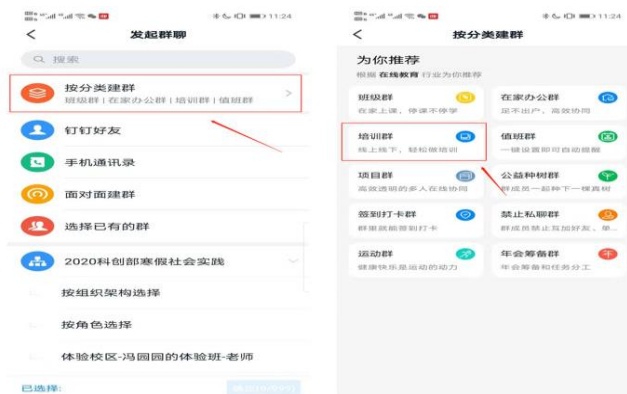 11:24
发起群聊
搜索
按分类建群
班级群 | 在家办公群 | 培训群 | 值班群
钉钉好友
手机通讯录
面对面建群
选择已有的群
2020科创部寒假社会实践
按组织架构选择
按角色选择
体验校区-冯园园的体验班-老师
已选择:
11:24
按分类建群
为你推荐
根据 在线教育 行业为你推荐
班级群
在家上课，停课不停学
在家办公群
足不出户，高效协同
培训群
线上线下，轻松做培训
值班群
一键设置即可自动提醒
项目群
高效透明的多人在线协同
公益种树群
群成员一起种下一棵真树
签到打卡群
群里就能签到打卡
禁止私聊群
群成员禁止互加好友、单...
运动群
健康快乐是运动的动力
年会筹备群
年会筹备和任务分工